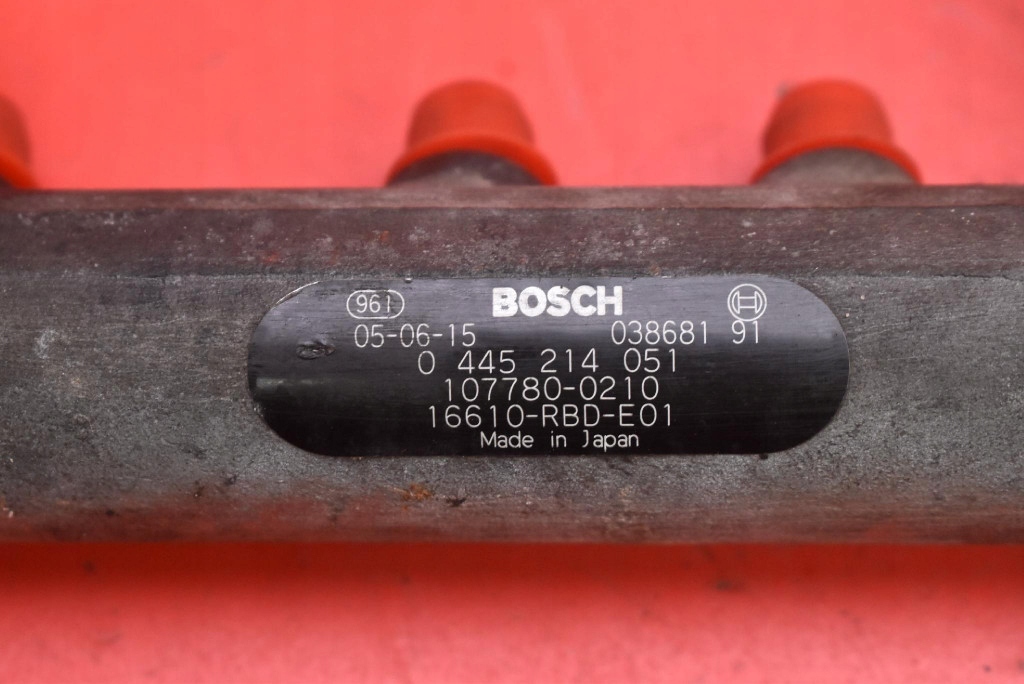 961 BOSCH
05-06-15 038681 91
0 445 214 051
107780-0210
16610-RBD-E01
Made in Japan